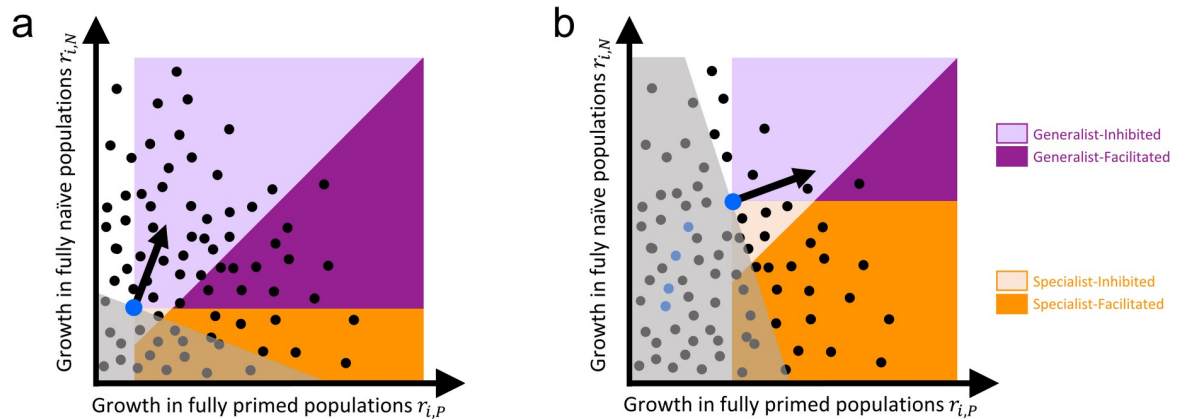 a
b
Growth in fully naïve populations r_{i,N}
Growth in fully primed populations r_{i,P}
Growth in fully naïve populations r_{i,N}
Growth in fully primed populations r_{i,P}
Generalist-Inhibited
Generalist-Facilitated
Specialist-Inhibited
Specialist-Facilitated